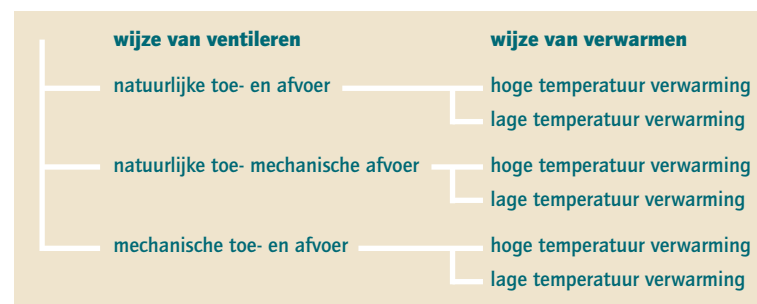 wijze van ventileren wijze van verwarmen
natuurlijke toe- en afvoer hoge temperatuur verwarming
lage temperatuur verwarming
natuurlijke toe- mechanische afvoer hoge temperatuur verwarming
lage temperatuur verwarming
mechanische toe- en afvoer hoge temperatuur verwarming
lage temperatuur verwarming